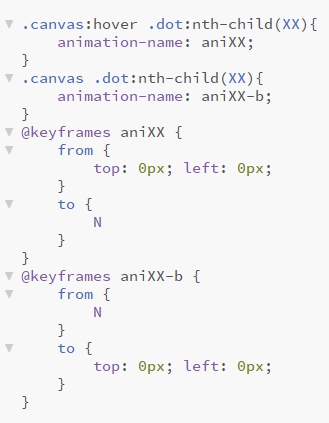 .canvas:hover .dot:nth-child(XX){
    animation-name: aniXX;
}
.canvas .dot:nth-child(XX){
    animation-name: aniXX-b;
}
@keyframes aniXX {
    from {
        top: 0px; left: 0px;
    }
    to {
        N
    }
}
@keyframes aniXX-b {
    from {
        N
    }
    to {
        top: 0px; left: 0px;
    }
}